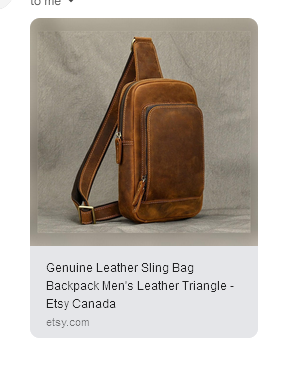 to me
Genuine Leather Sling Bag
Backpack Men's Leather Triangle -
Etsy Canada
etsy.com